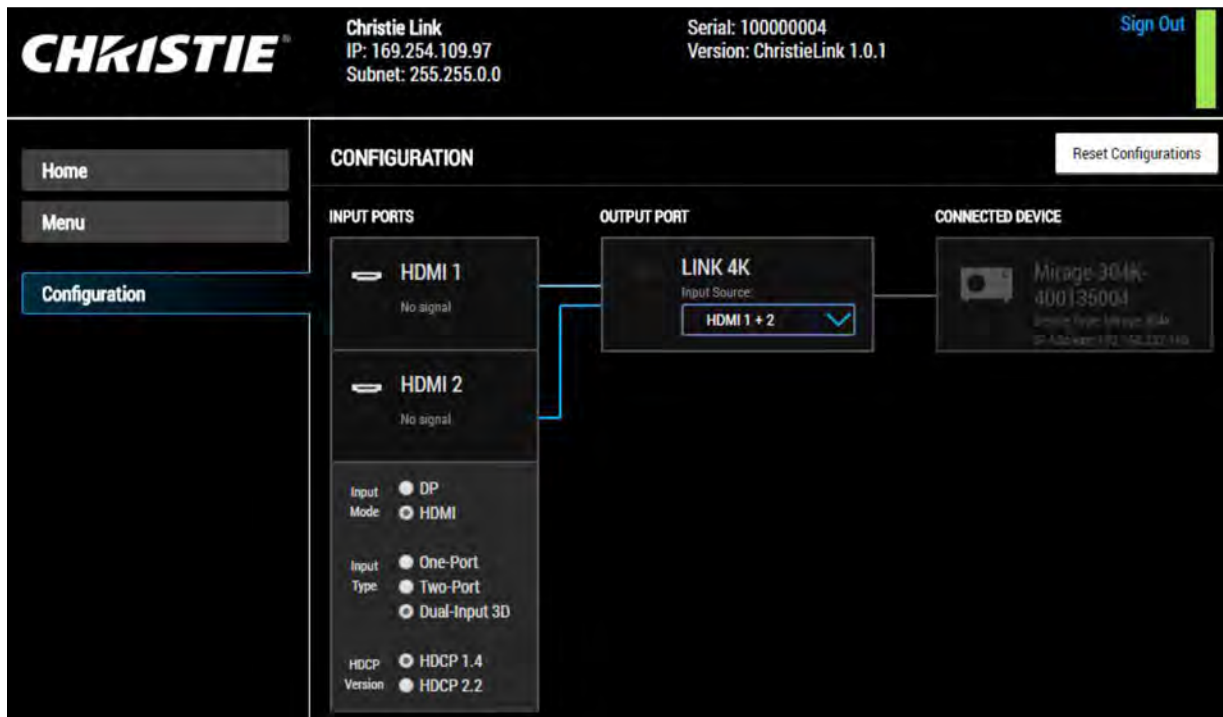 CHRISTIE®
Christie Link
IP: 169.254.109.97
Subnet: 255.255.0.0
Serial: 100000004
Version: ChristieLink 1.0.1
Sign Out
Home
Menu
Configuration
CONFIGURATION
Reset Configurations
INPUT PORTS
OUTPUT PORT
CONNECTED DEVICE
HDMI 1
No signal
LINK 4K
Input Source:
HDMI 1 + 2
Mirage 304K-
400135004
HDMI 2
No signal
Input Mode
DP
HDMI
Input Type
One-Port
Two-Port
Dual-Input 3D
HDCP Version
HDCP 1.4
HDCP 2.2